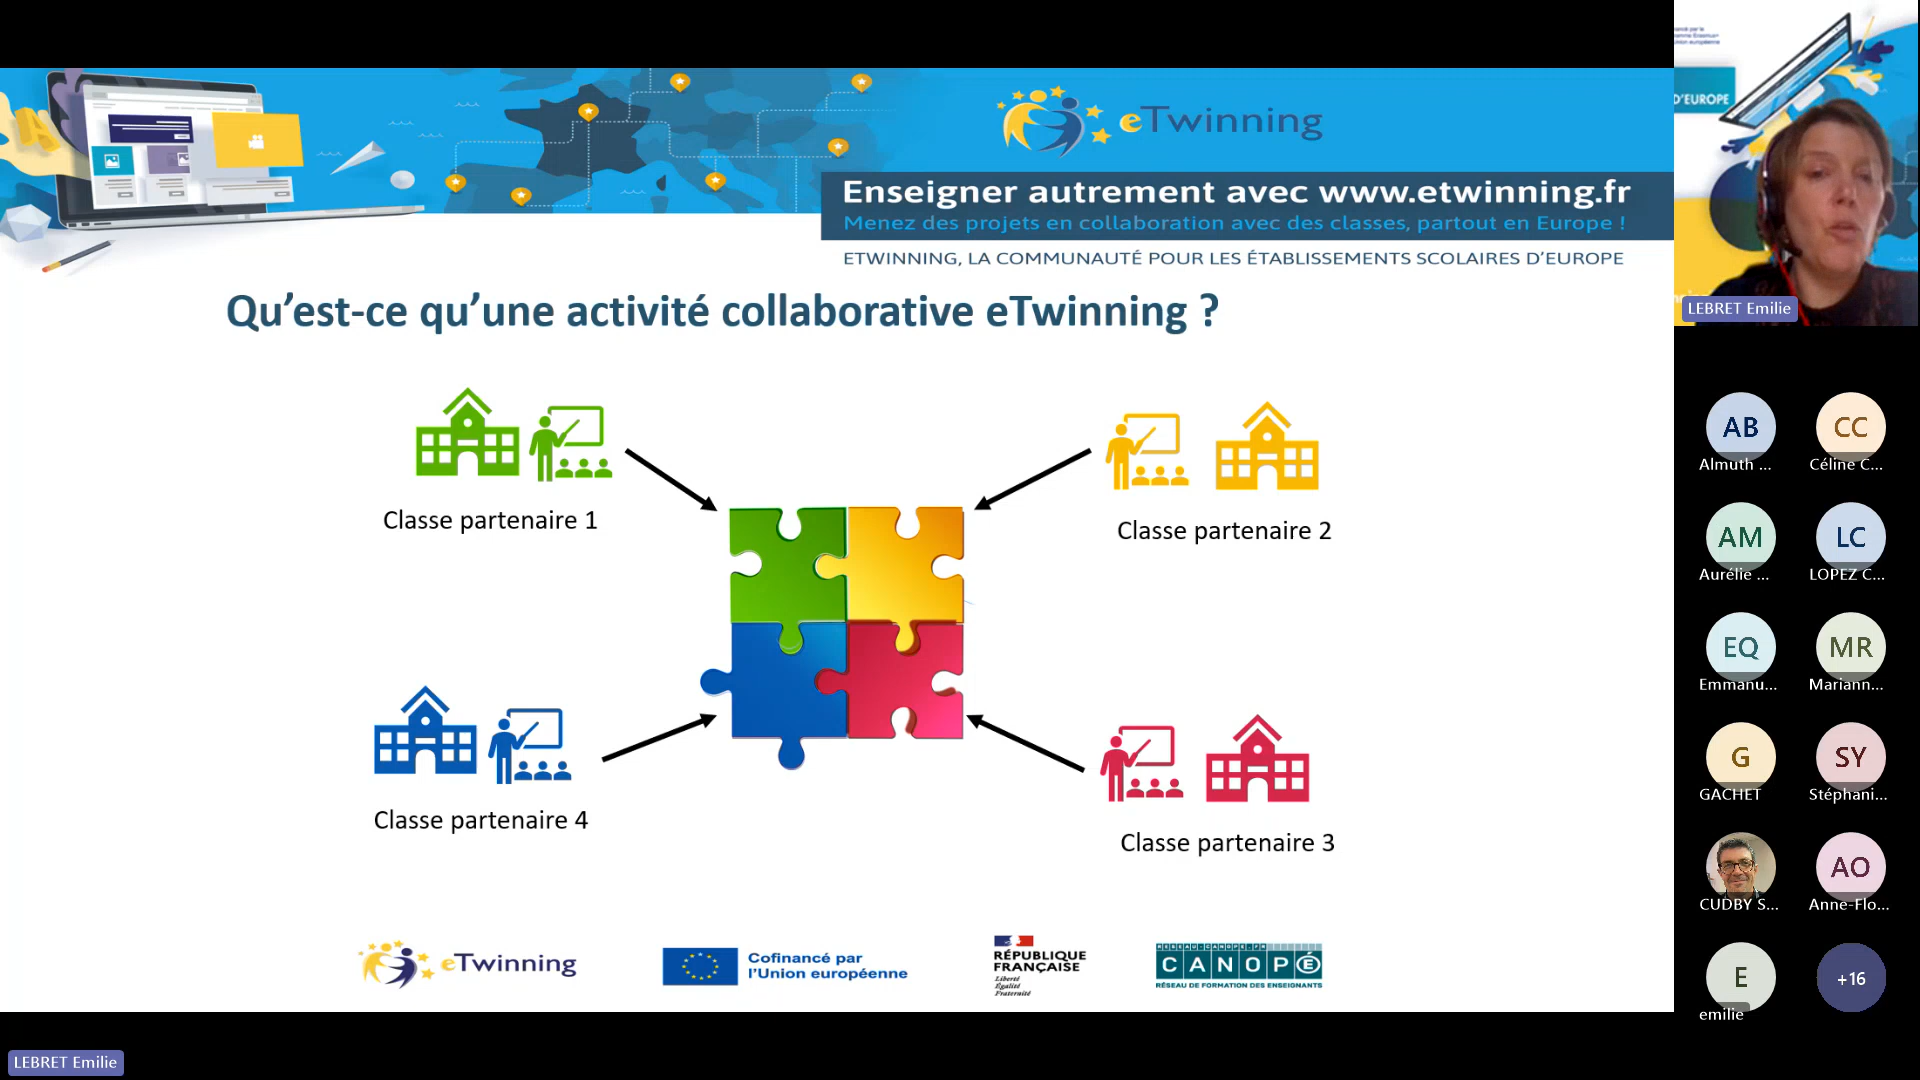 eTwinning
Enseigner autrement avec www.etwinning.fr
Menez des projets en collaboration avec des classes, partout en Europe !
ETWINNING, LA COMMUNAUTÉ POUR LES ÉTABLISSEMENTS SCOLAIRES D’EUROPE
Qu’est-ce qu’une activité collaborative eTwinning ?
Classe partenaire 1
Classe partenaire 2
Classe partenaire 4
Classe partenaire 3
eTwinning
Cofinancé par
l’Union européenne
RÉPUBLIQUE
FRANÇAISE
Liberté
Égalité
Fraternité
CANOPÉ
RÉSEAU DE FORMATION DES ENSEIGNANTS
D’EUROPE
LEBRET Emilie
AB
Almuth ...
CC
Céline C...
AM
Aurélie ...
LC
LOPEZ C...
EQ
Emmanu...
MR
Mariann...
G
GACHET
SY
Stéphani...
CUDBY S...
AO
Anne-Flo...
E
emilie
+16
LEBRET Emilie